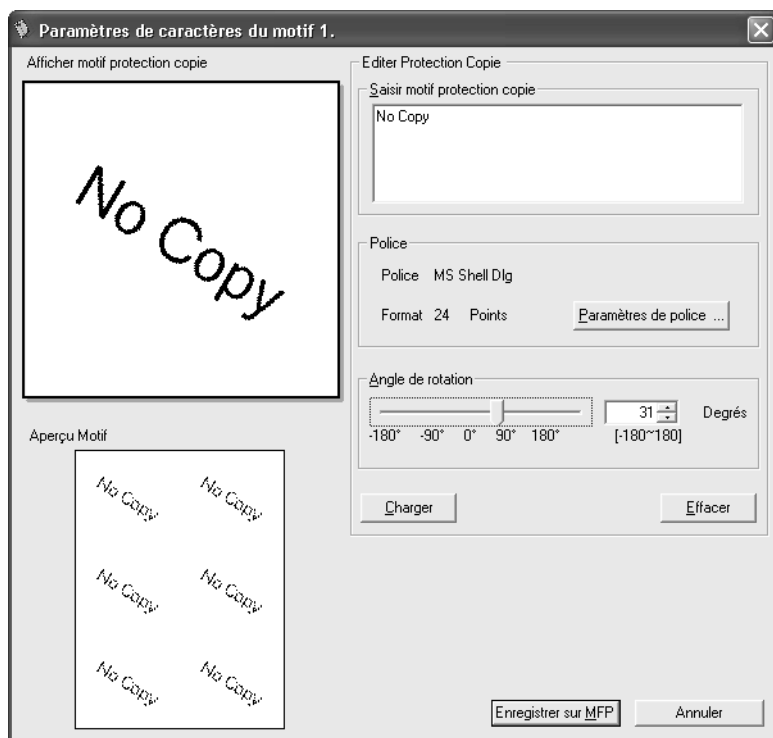 Paramètres de caractères du motif 1.
Afficher motif protection copie
No Copy
Aperçu Motif
No Copy No Copy
No Copy No Copy
No Copy No Copy
Editer Protection Copie
Saisir motif protection copie
No Copy
Police
Police MS Shell Dlg
Format 24 Points Paramètres de police ...
Angle de rotation
31 Degrés
-180° -90° 0° 90° 180° [-180~180]
Charger Effacer
Enregistrer sur MFP Annuler